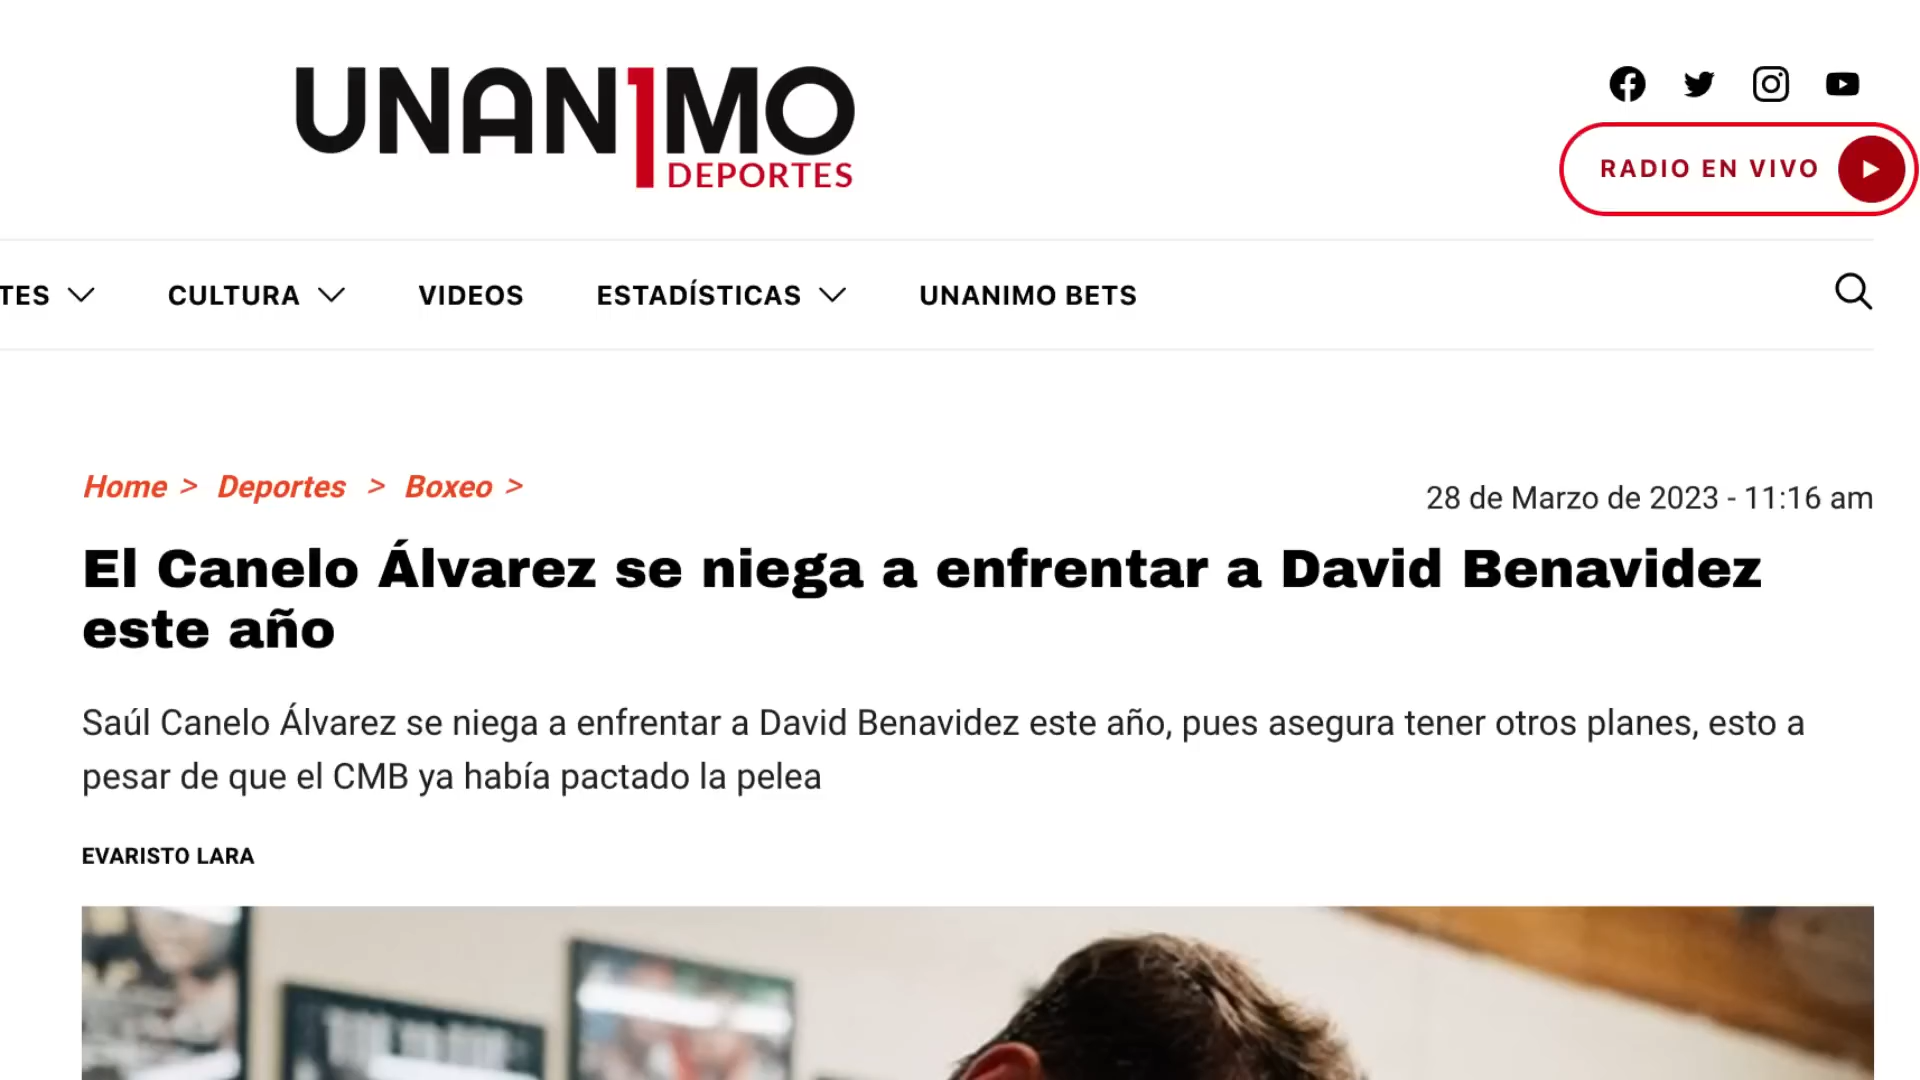 UNAN1MO
DEPORTES
RADIO EN VIVO
TES
CULTURA
VIDEOS
ESTADÍSTICAS
UNANIMO BETS
Home > Deportes > Boxeo >
28 de Marzo de 2023 - 11:16 am
El Canelo Álvarez se niega a enfrentar a David Benavidez
este año
Saúl Canelo Álvarez se niega a enfrentar a David Benavidez este año, pues asegura tener otros planes, esto a
pesar de que el CMB ya había pactado la pelea
EVARISTO LARA